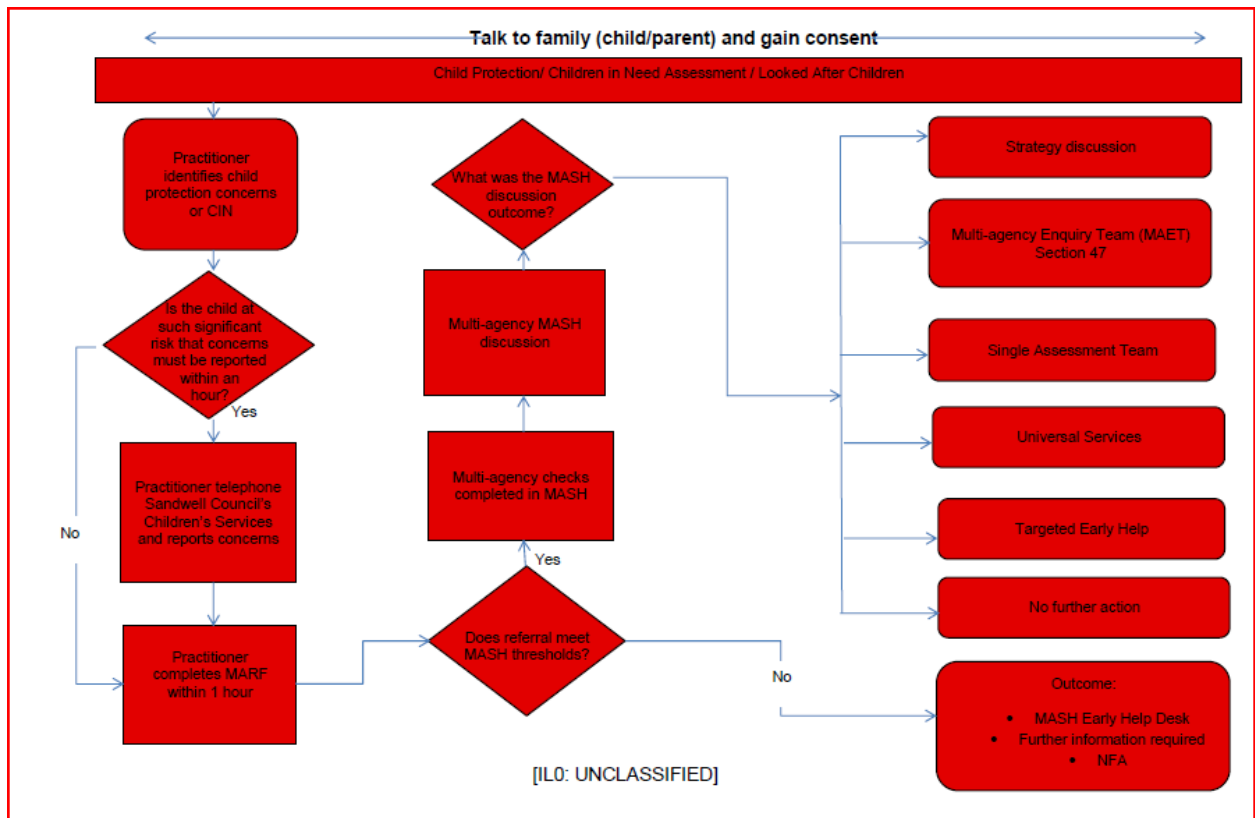 Talk to family (child/parent) and gain consent
Child Protection/ Children in Need Assessment / Looked After Children
Practitioner
identifies child
protection concerns
or CIN
Is the child at
such significant
risk that concerns
must be reported
within an
hour?
Yes
No
Practitioner telephone
Sandwell Council's
Children's Services
and reports concerns
Practitioner
completes MARF
within 1 hour
What was the MASH
discussion
outcome?
Multi-agency MASH
discussion
Multi-agency checks
completed in MASH
Yes
Does referral meet
MASH thresholds?
No
Strategy discussion
Multi-agency Enquiry Team (MAET)
Section 47
Single Assessment Team
Universal Services
Targeted Early Help
No further action
Outcome:
• MASH Early Help Desk
• Further information required
• NFA
[IL0: UNCLASSIFIED]